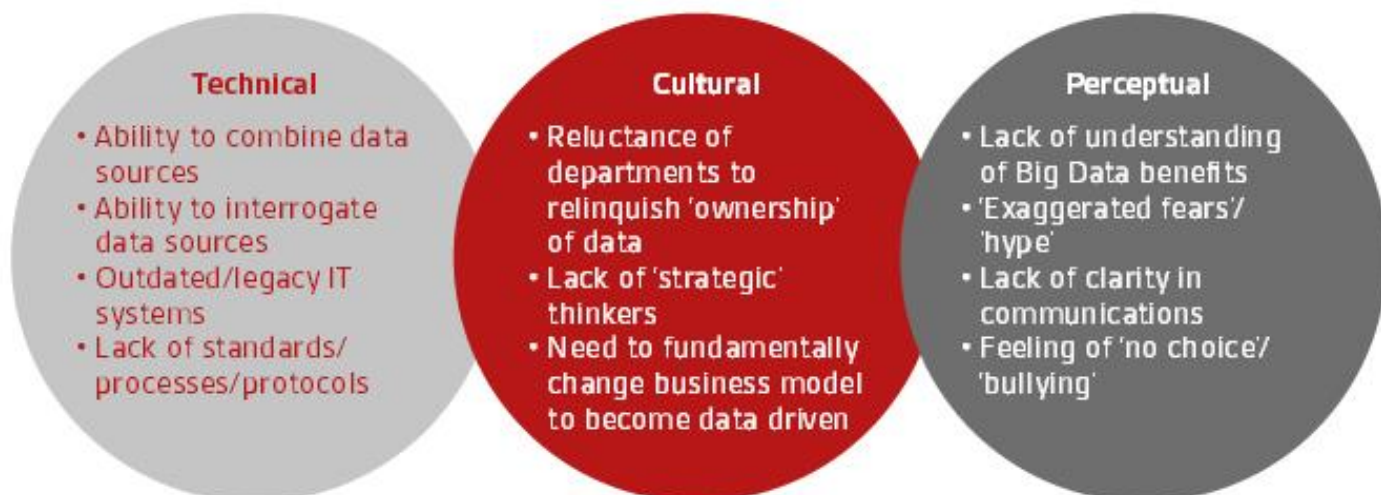 Technical
• Ability to combine data
sources
• Ability to interrogate
data sources
• Outdated/legacy IT
systems
• Lack of standards/
processes/protocols
Cultural
• Reluctance of
departments to
relinquish 'ownership'
of data
• Lack of 'strategic'
thinkers
• Need to fundamentally
change business model
to become data driven
Perceptual
• Lack of understanding
of Big Data benefits
• 'Exaggerated fears'/
'hype'
• Lack of clarity in
communications
• Feeling of 'no choice'/
'bullying'